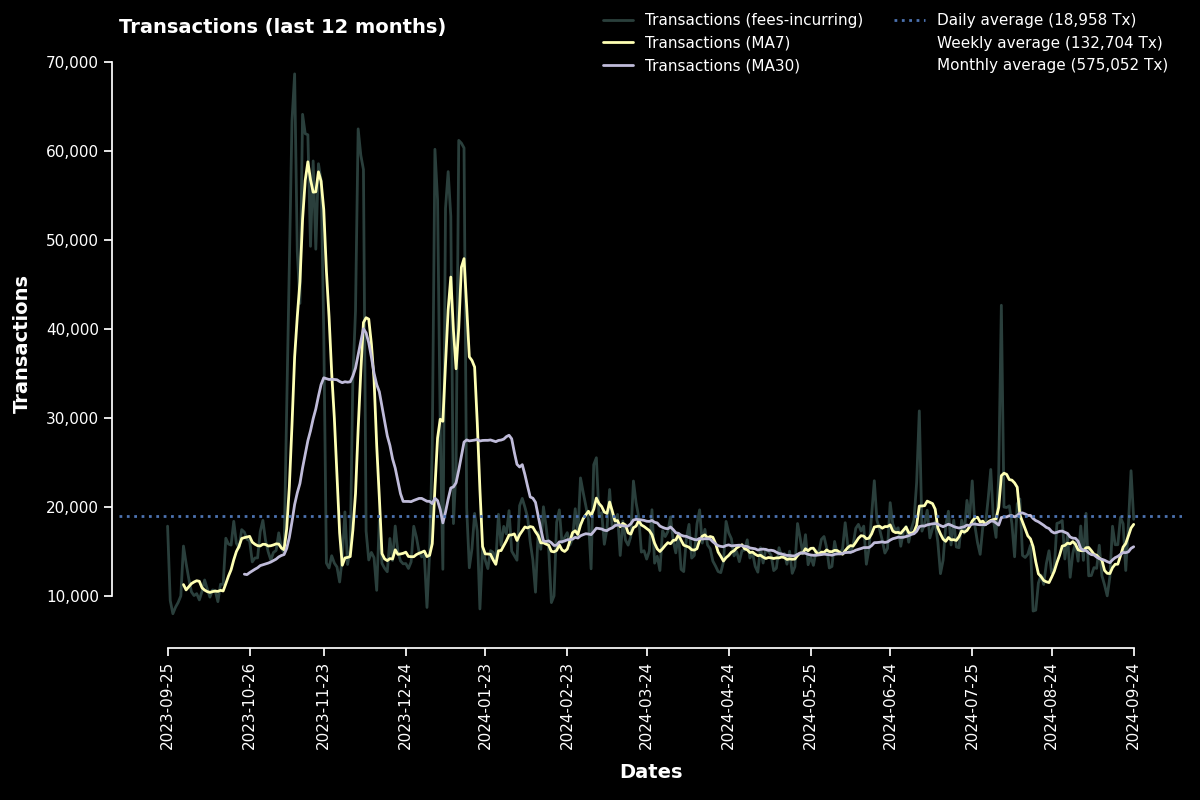 Transactions (last 12 months)
Transactions (fees-incurring)
Transactions (MA7)
Transactions (MA30)
Daily average (18,958 Tx)
Weekly average (132,704 Tx)
Monthly average (575,052 Tx)
Transactions
70,000
60,000
50,000
40,000
30,000
20,000
10,000
2023-09-25
2023-10-26
2023-11-23
2023-12-24
2024-01-23
2024-02-23
2024-03-24
2024-04-24
2024-05-25
2024-06-24
2024-07-25
2024-08-24
2024-09-24
Dates